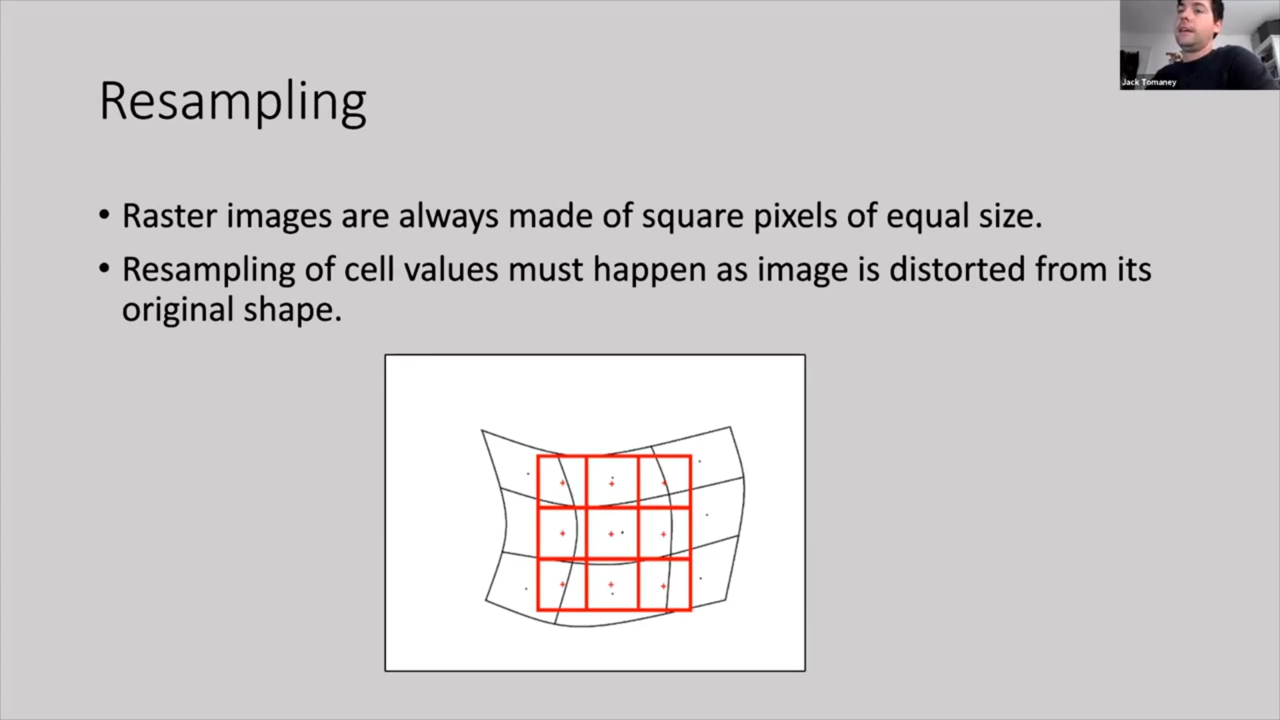 Resampling
• Raster images are always made of square pixels of equal size.
• Resampling of cell values must happen as image is distorted from its
original shape.
Jack Tomaney